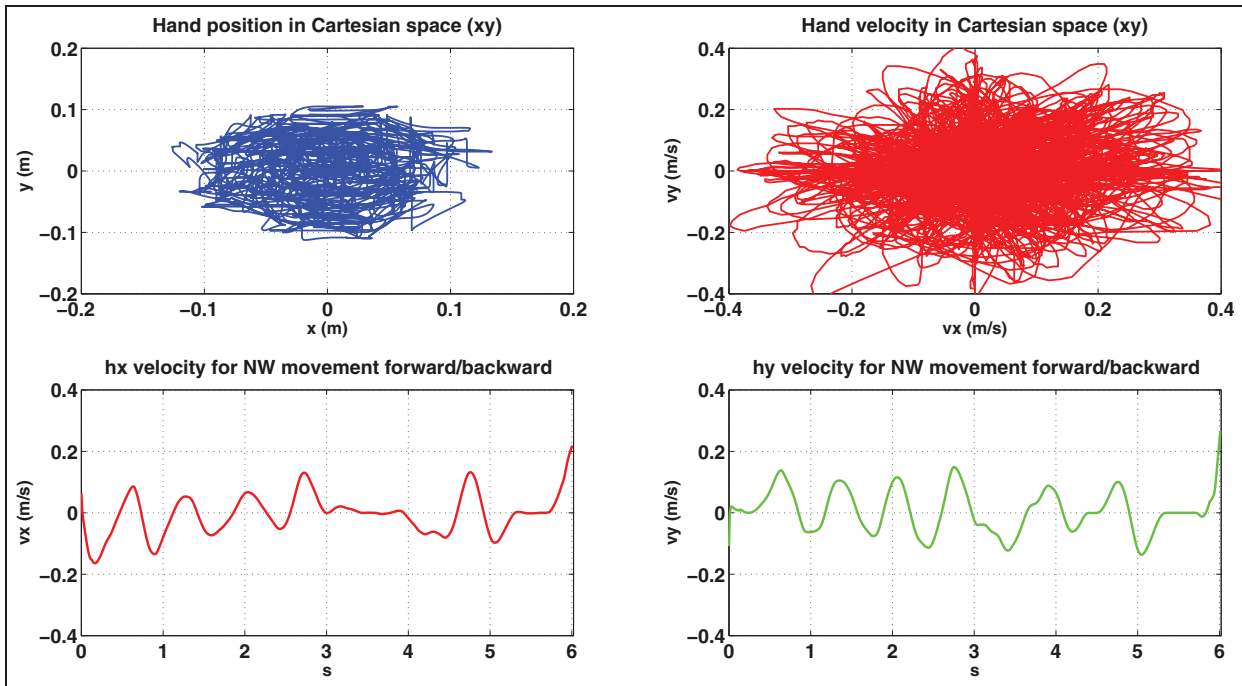 Hand position in Cartesian space (xy)
0.2
0.1
0
−0.1
−0.2
y (m)
−0.2 −0.1 0 0.1 0.2
x (m)
Hand velocity in Cartesian space (xy)
0.4
0.2
0
−0.2
−0.4
vy (m/s)
−0.4 −0.2 0 0.2 0.4
vx (m/s)
hx velocity for NW movement forward/backward
0.4
0.2
0
−0.2
−0.4
vx (m/s)
0 1 2 3 4 5 6
s
hy velocity for NW movement forward/backward
0.4
0.2
0
−0.2
−0.4
vy (m/s)
0 1 2 3 4 5 6
s